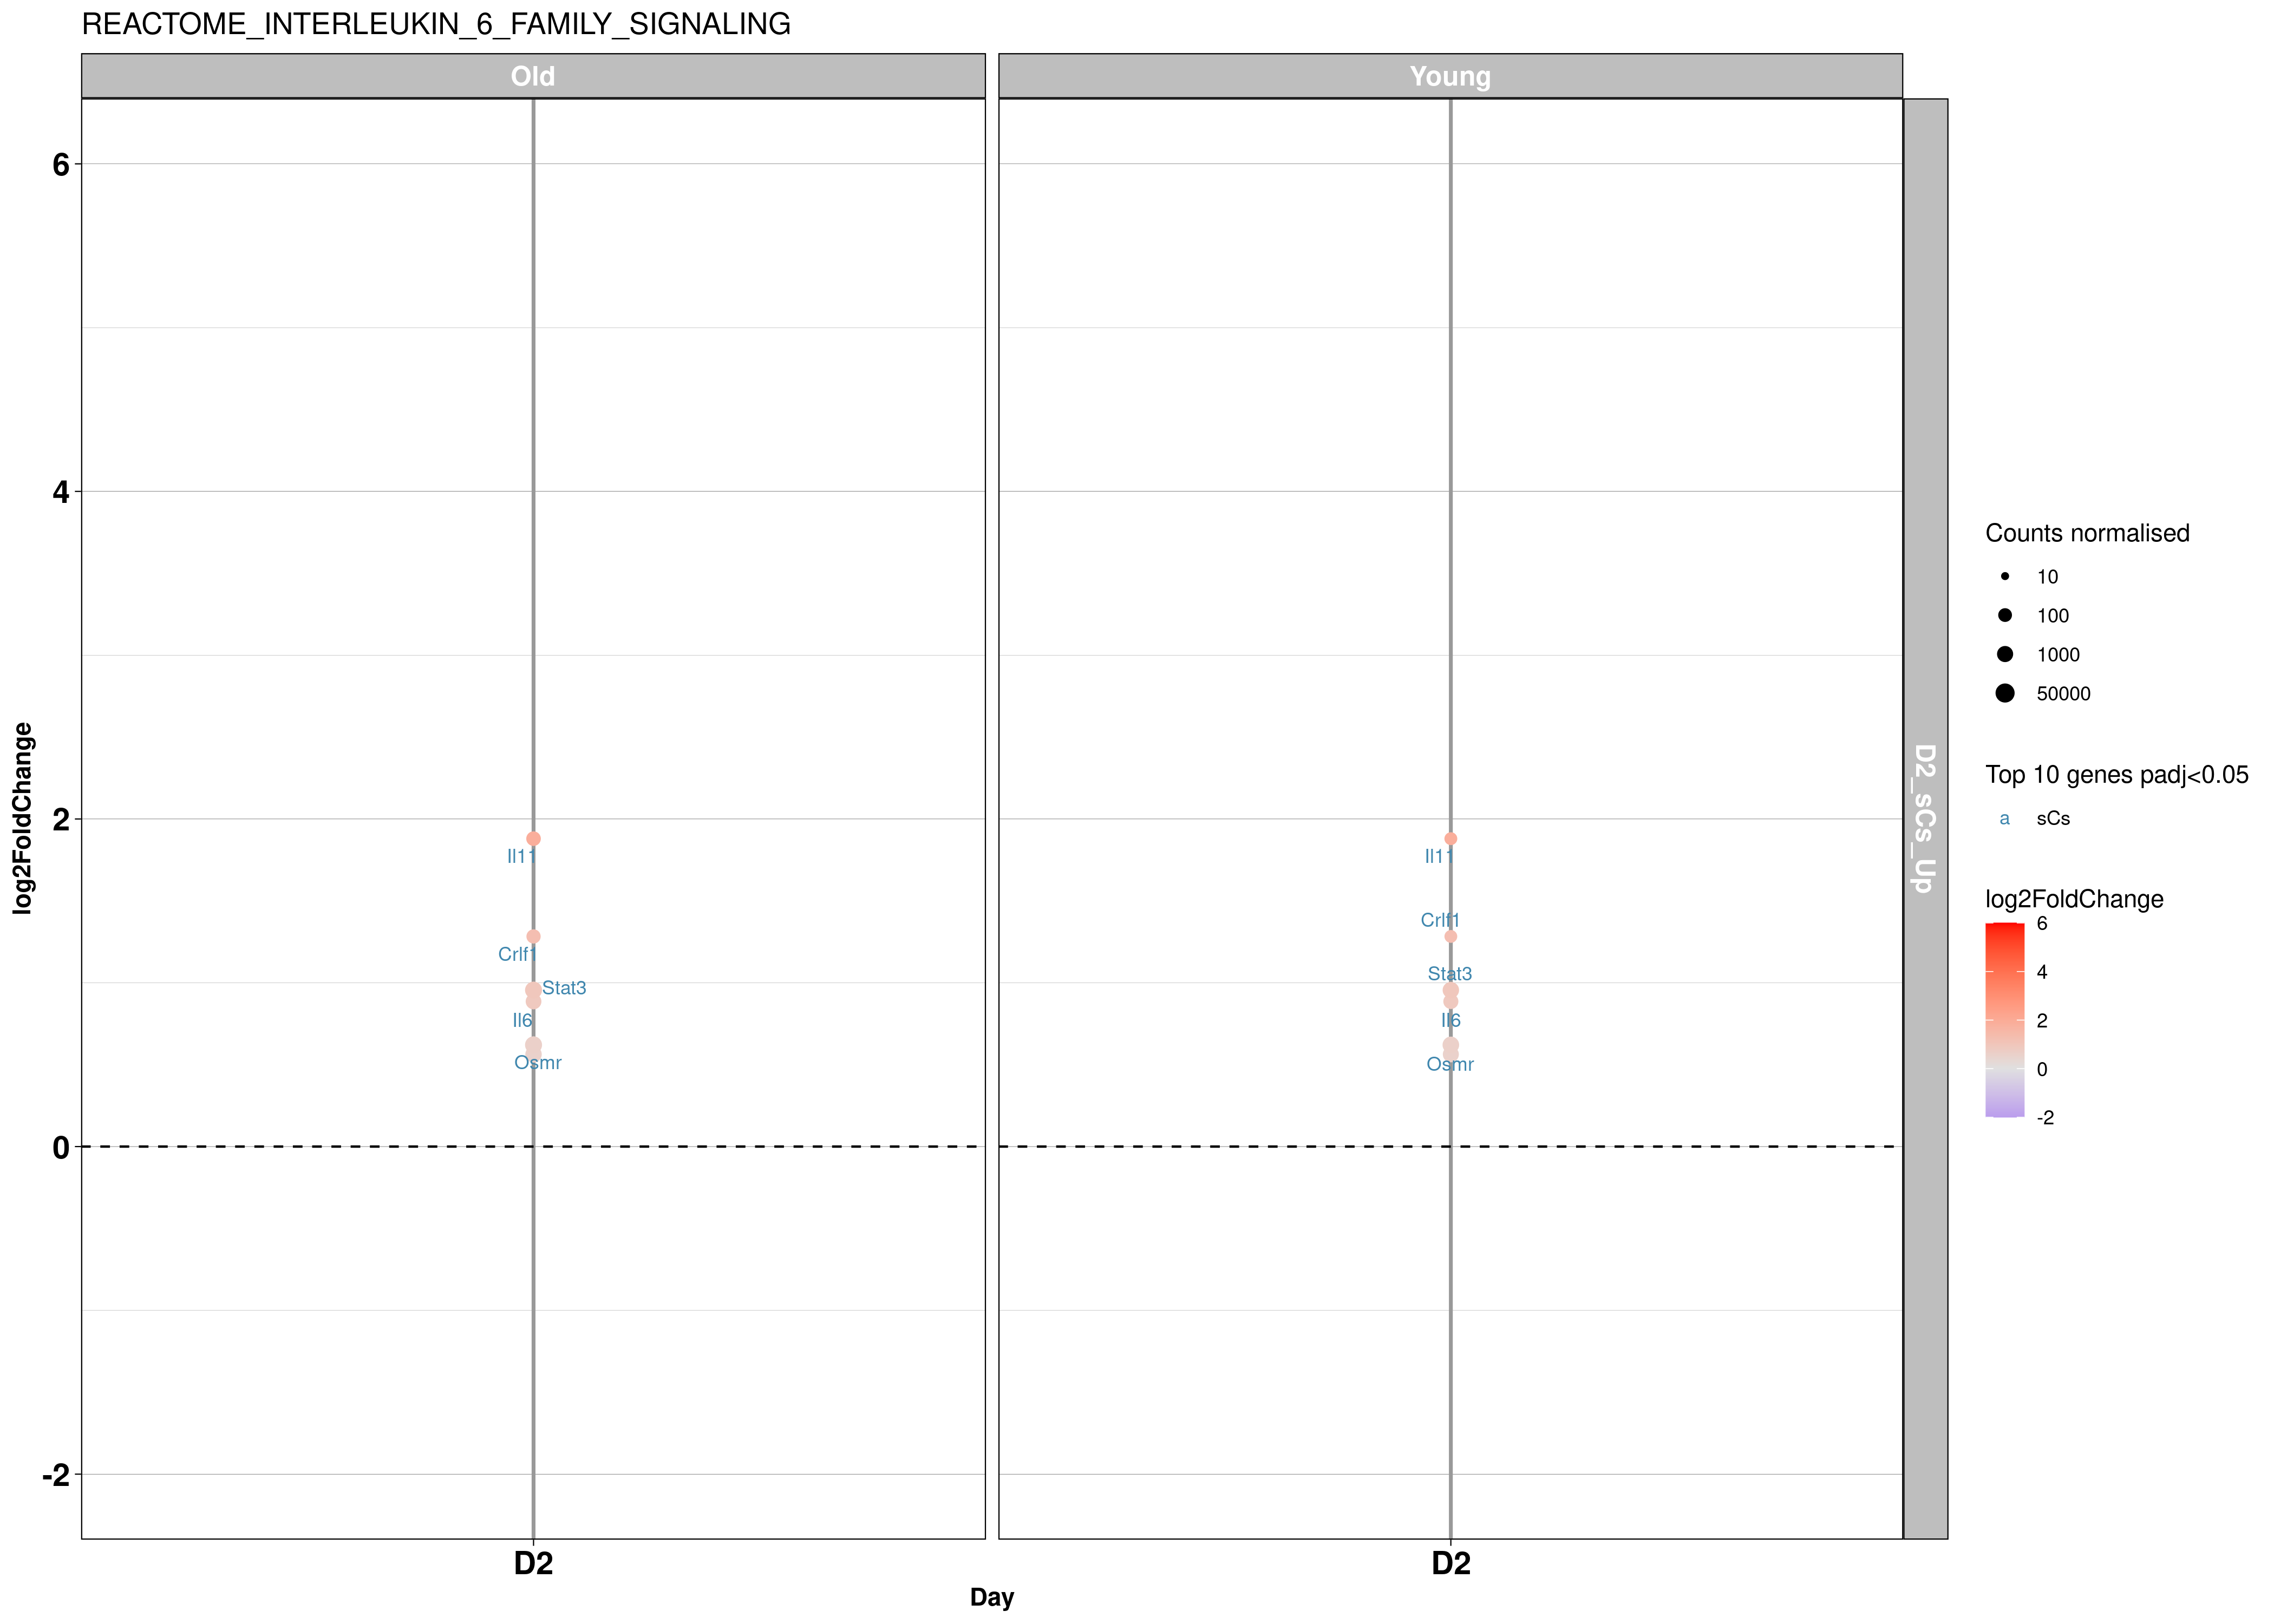 REACTOME_INTERLEUKIN_6_FAMILY_SIGNALING
Old
Young
D2_sCs_Up
log2FoldChange
6
4
2
0
-2
Il11
Crlf1
Stat3
Il6
Osmr
Il11
Crlf1
Stat3
Il6
Osmr
D2
D2
Day
Counts normalised
10
100
1000
50000
Top 10 genes padj<0.05
a sCs
log2FoldChange
6
4
2
0
-2